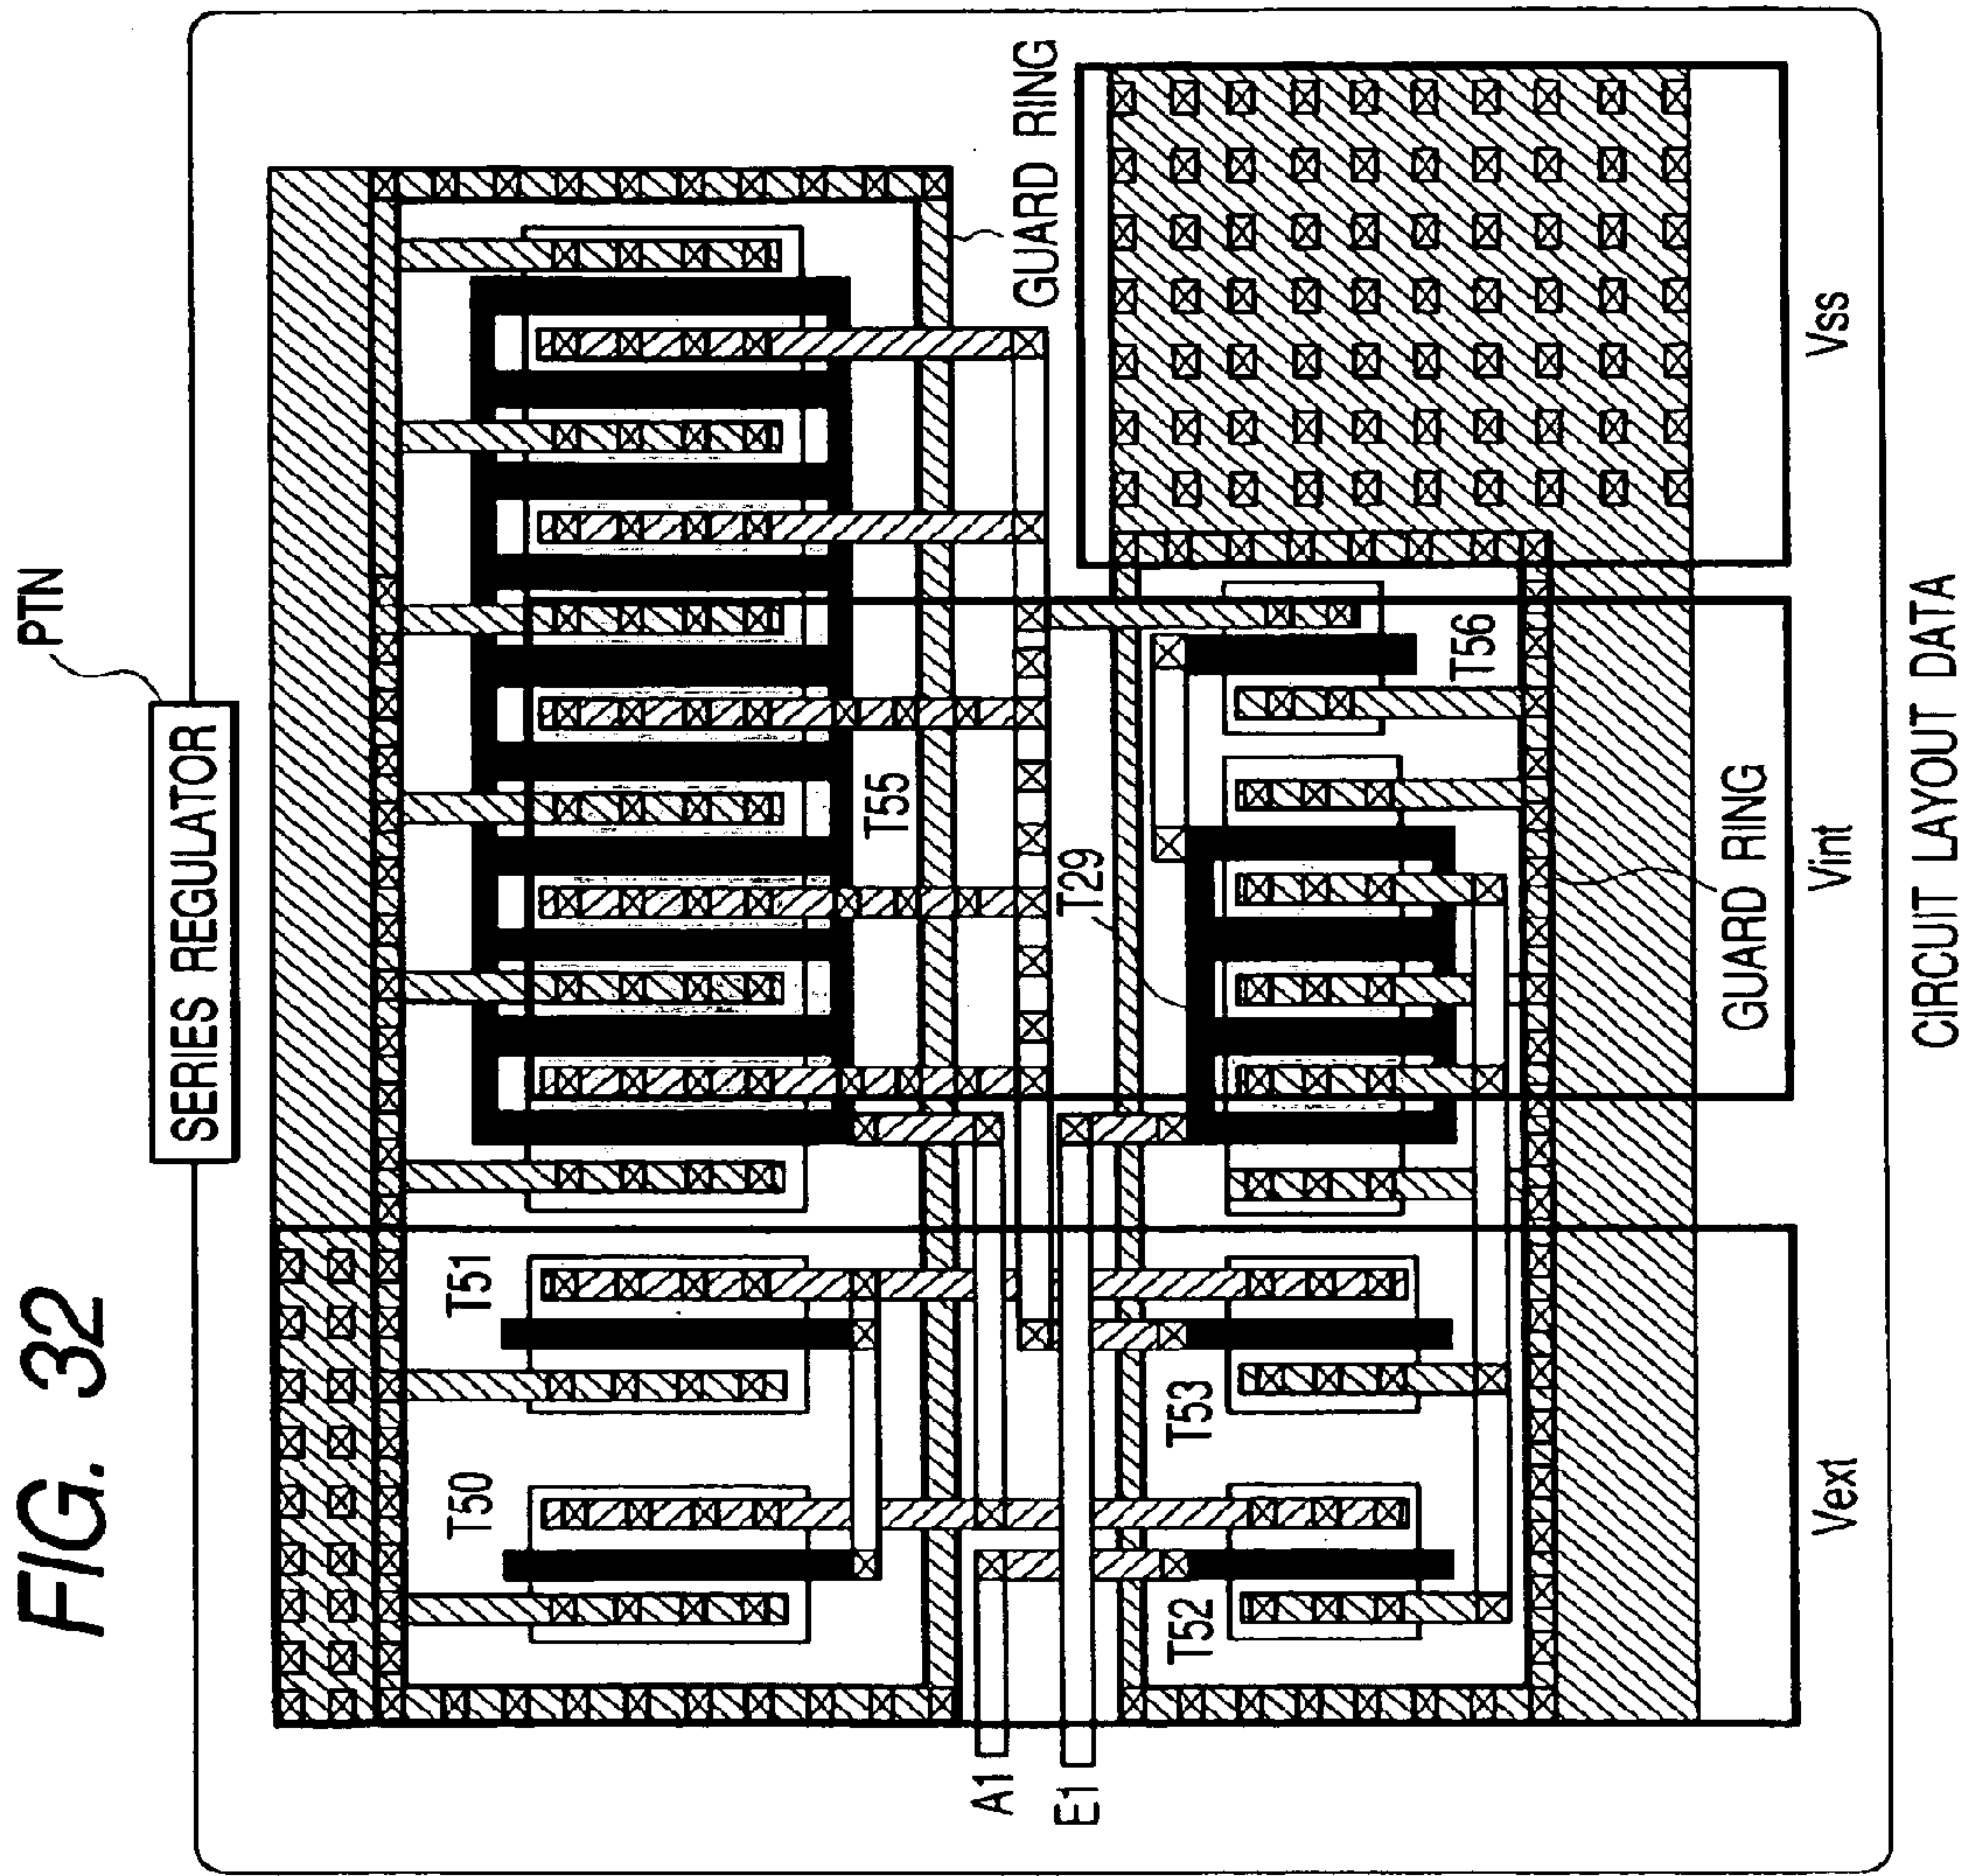 FIG. 32
SERIES REGULATOR
PTN
T50
T51
T55
GUARD RING
A1
E1
T52
T53
T29
T56
GUARD RING
Vext
Vint
Vss
CIRCUIT LAYOUT DATA